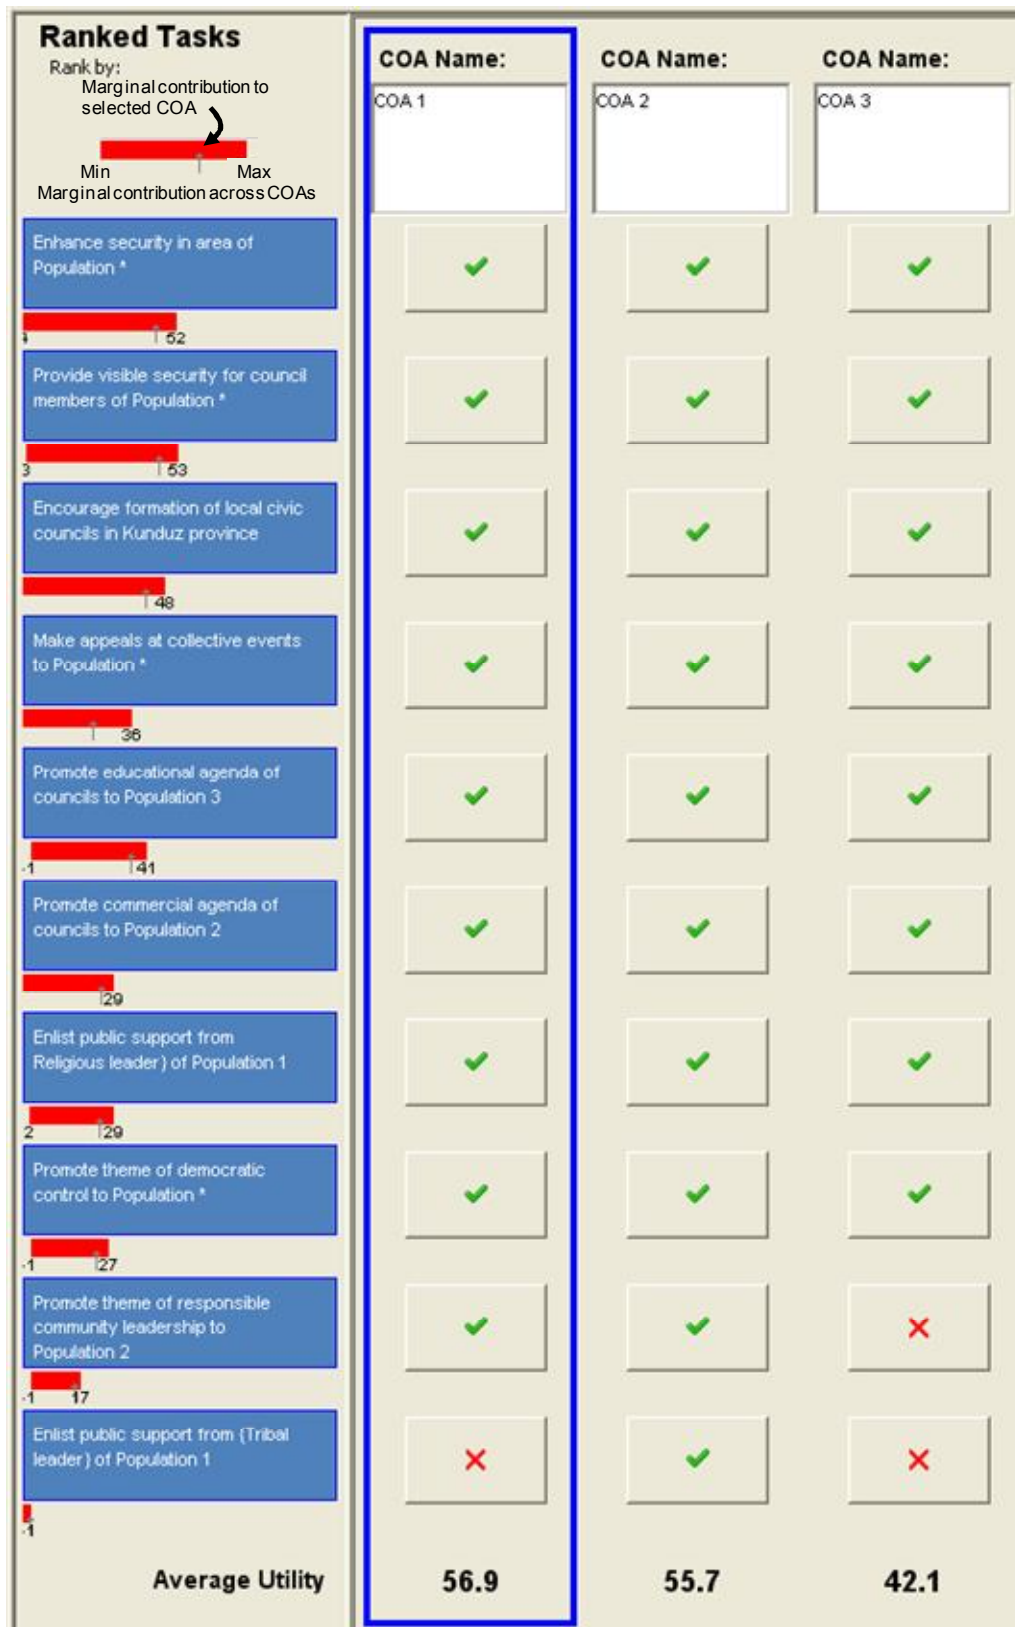 Ranked Tasks
Rank by:
Marginal contribution to
selected COA
Min Max
Marginal contribution across COAs
COA Name: COA Name: COA Name:
COA 1 COA 2 COA 3
Enhance security in area of
Population *
52
Provide visible security for council
members of Population *
3 53
Encourage formation of local civic
councils in Kunduz province
48
Make appeals at collective events
to Population *
36
Promote educational agenda of
councils to Population 3
-1 41
Promote commercial agenda of
councils to Population 2
29
Enlist public support from
Religious leader) of Population 1
2 29
Promote theme of democratic
control to Population *
-1 27
Promote theme of responsible
community leadership to
Population 2
-1 17
Enlist public support from (Tribal
leader) of Population 1
-1
Average Utility 56.9 55.7 42.1